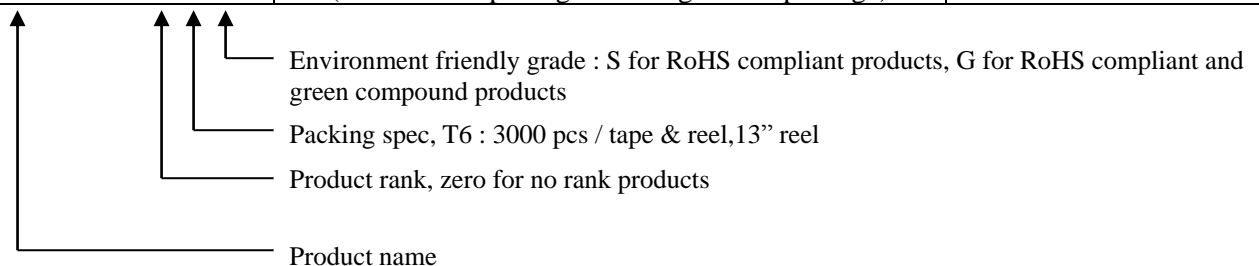 Environment friendly grade : S for RoHS compliant products, G for RoHS compliant and
green compound products
Packing spec, T6 : 3000 pcs / tape & reel,13” reel
Product rank, zero for no rank products
Product name